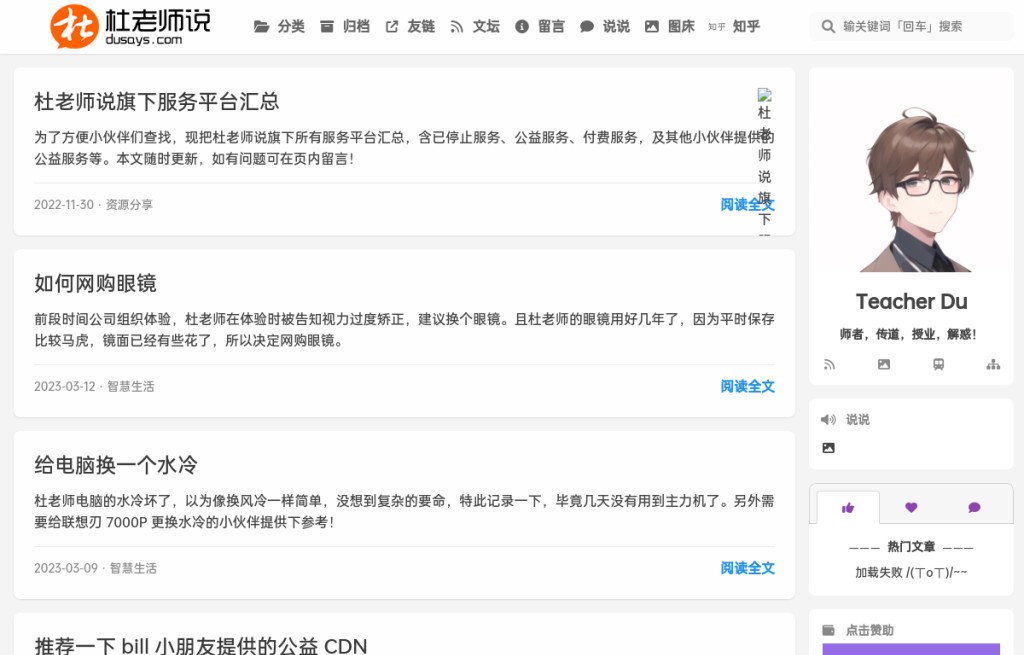 杜老师说
dusays.com
分类 归档 友链 文坛 留言 说说 图床 知乎 知乎
输关键词「回车」搜索
杜老师说旗下服务平台汇总
为了方便小伙伴们查找，现把杜老师说旗下所有服务平台汇总，含已停止服务、公益服务、付费服务，及其他小伙伴提供的
公益服务等。本文随时更新，如有问题可在页内留言！
杜
老
师
说
旗
下
2022-11-30 · 资源分享
阅读全文
如何网购眼镜
前段时间公司组织体验，杜老师在体验时被告知视力过度矫正，建议换个眼镜。且杜老师的眼镜用好几年了，因为平时保存
比较马虎，镜面已经有些花了，所以决定网购眼镜。
2023-03-12 · 智慧生活
阅读全文
给电脑换一个水冷
杜老师电脑的水冷坏了，以为像换风冷一样简单，没想到复杂的要命，特此记录一下，毕竟几天没有用到主力机了。另外需
要给联想刃 7000P 更换水冷的小伙伴提供下参考！
2023-03-09 · 智慧生活
阅读全文
推荐一下 bill 小朋友提供的公益 CDN
Teacher Du
师者，传道，授业，解惑！
说说
——— 热门文章 ———
加载失败 /(ㄒoㄒ)/~~
点击赞助